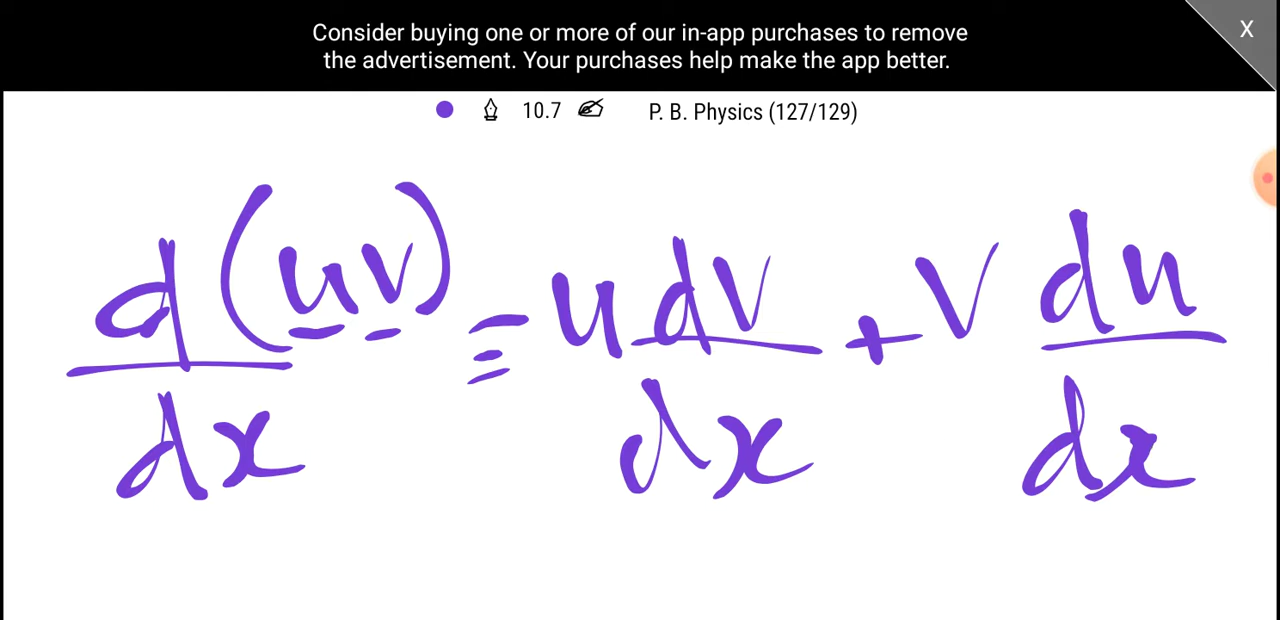 Consider buying one or more of our in-app purchases to remove
the advertisement. Your purchases help make the app better.
X
10.7 P. B. Physics (127/129)
d(uv)/dx = u dv/dx + v du/dx